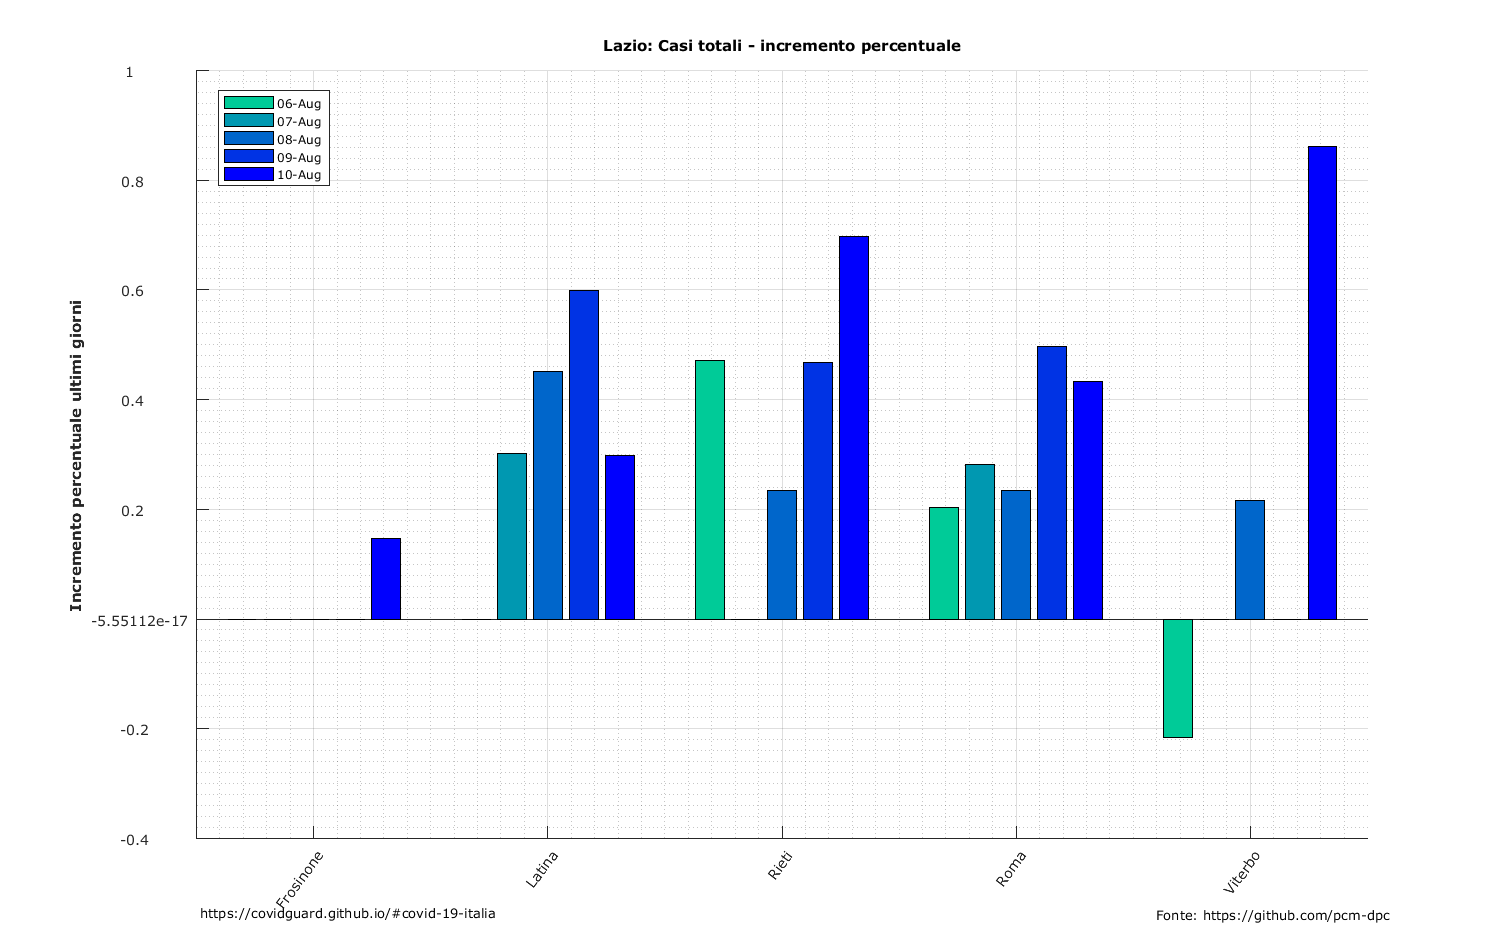 Lazio: Casi totali - incremento percentuale
Incremento percentuale ultimi giorni
1
0.8
0.6
0.4
0.2
-5.55112e-17
-0.2
-0.4
06-Aug
07-Aug
08-Aug
09-Aug
10-Aug
Frosinone
Latina
Rieti
Roma
Viterbo
https://covidguard.github.io/#covid-19-italia
Fonte: https://github.com/pcm-dpc